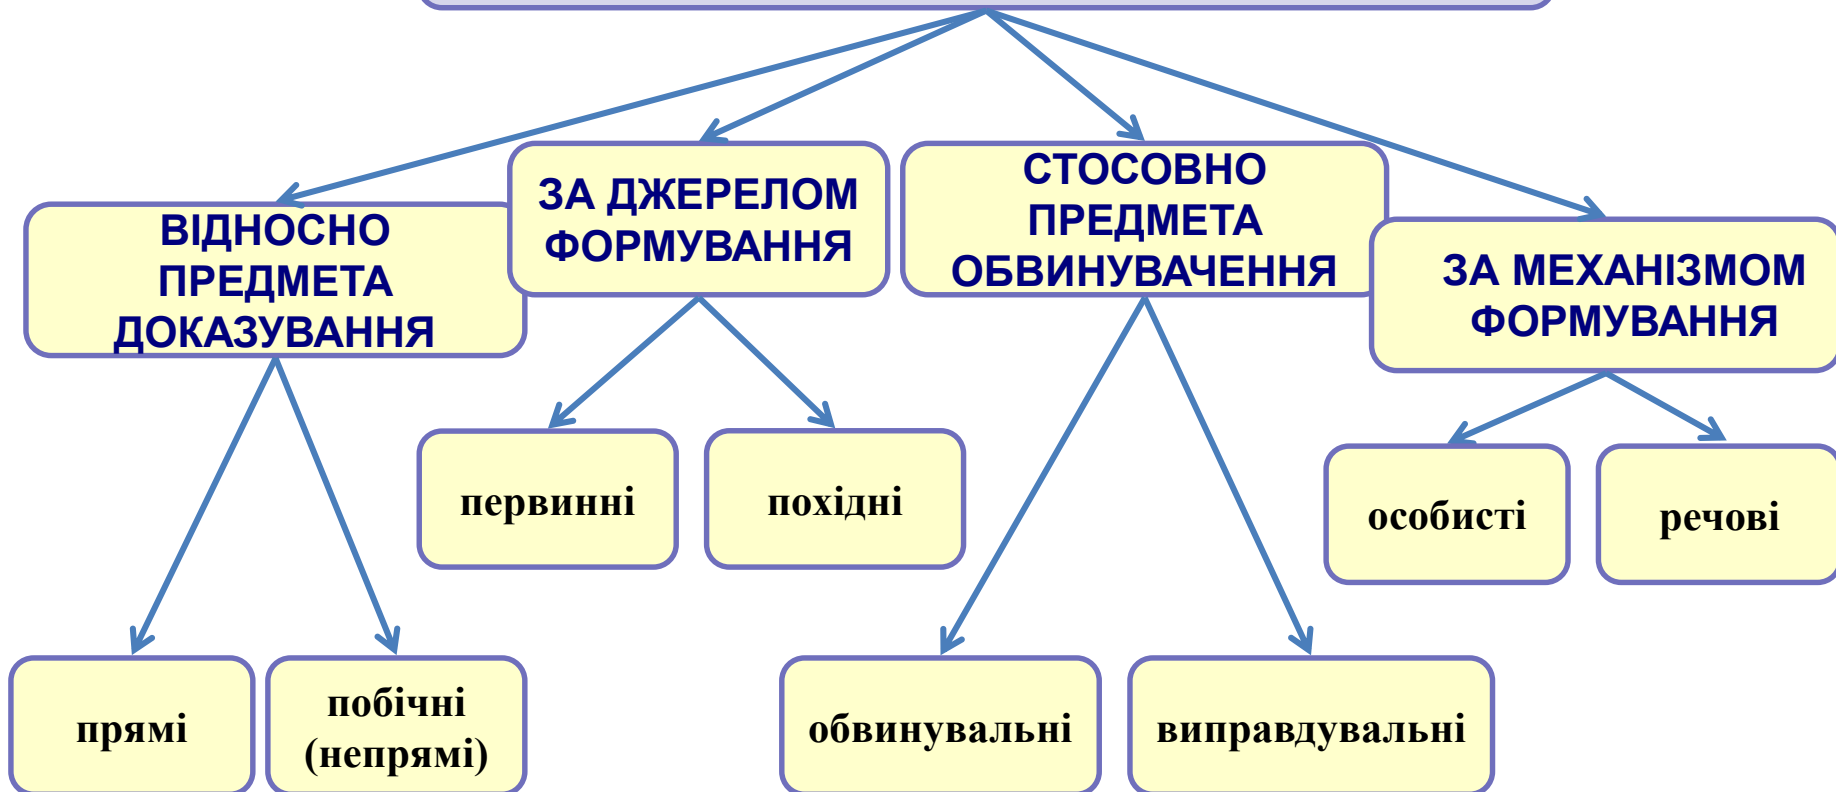 ВІДНОСНО
ПРЕДМЕТА
ДОКАЗУВАННЯ
ЗА ДЖЕРЕЛОМ
ФОРМУВАННЯ
СТОСОВНО
ПРЕДМЕТА
ОБВИНУВАЧЕННЯ
ЗА МЕХАНІЗМОМ
ФОРМУВАННЯ
первинні
похідні
особисті
речові
прямі
побічні
(непрямі)
обвинувальні
виправдувальні